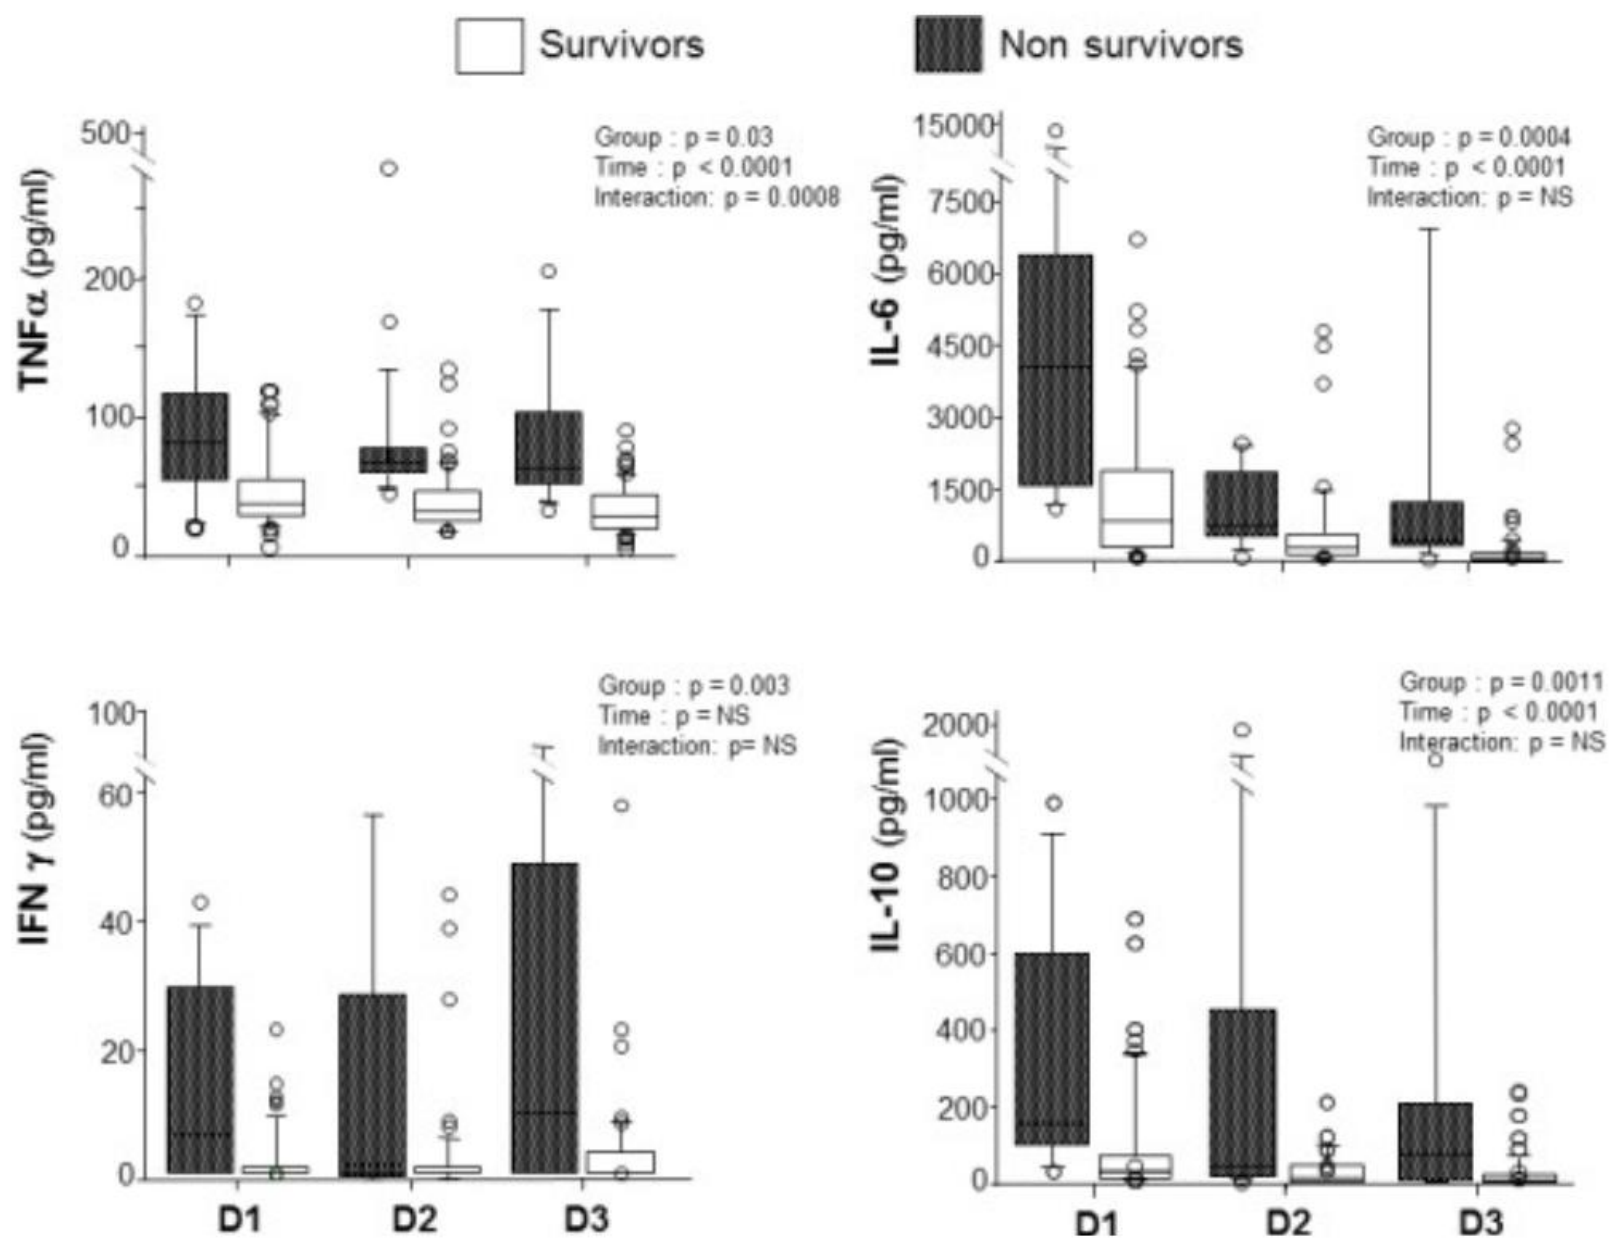 Survivors
Non survivors
TNFα (pg/ml)
500
200
100
0
Group : p = 0.03
Time : p < 0.0001
Interaction: p = 0.0008
IL-6 (pg/ml)
15000
7500
6000
4500
3000
1500
0
Group : p = 0.0004
Time : p < 0.0001
Interaction: p = NS
IFN γ (pg/ml)
100
60
40
20
0
Group : p = 0.003
Time : p = NS
Interaction: p= NS
D1
D2
D3
IL-10 (pg/ml)
2000
1000
800
600
400
200
0
Group : p = 0.0011
Time : p < 0.0001
Interaction: p = NS
D1
D2
D3